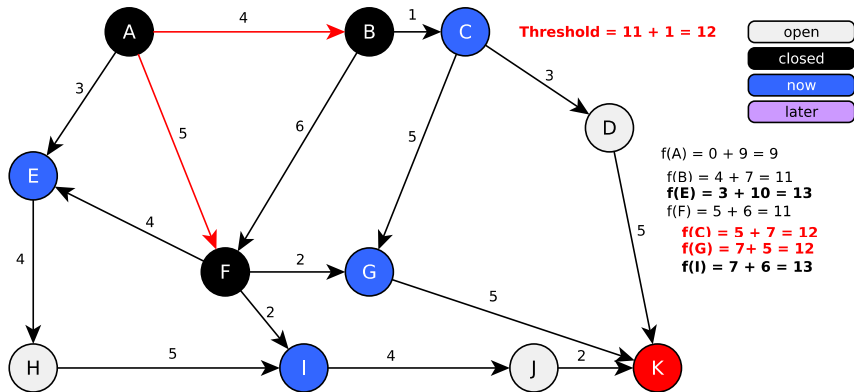 4
1
A
B
C
Threshold = 11 + 1 = 12
open
closed
now
later
3
3
5
6
5
D
f(A) = 0 + 9 = 9
f(B) = 4 + 7 = 11
f(E) = 3 + 10 = 13
f(F) = 5 + 6 = 11
f(C) = 5 + 7 = 12
f(G) = 7+ 5 = 12
f(I) = 7 + 6 = 13
E
4
5
4
2
F
G
5
2
H
5
I
4
J
2
K